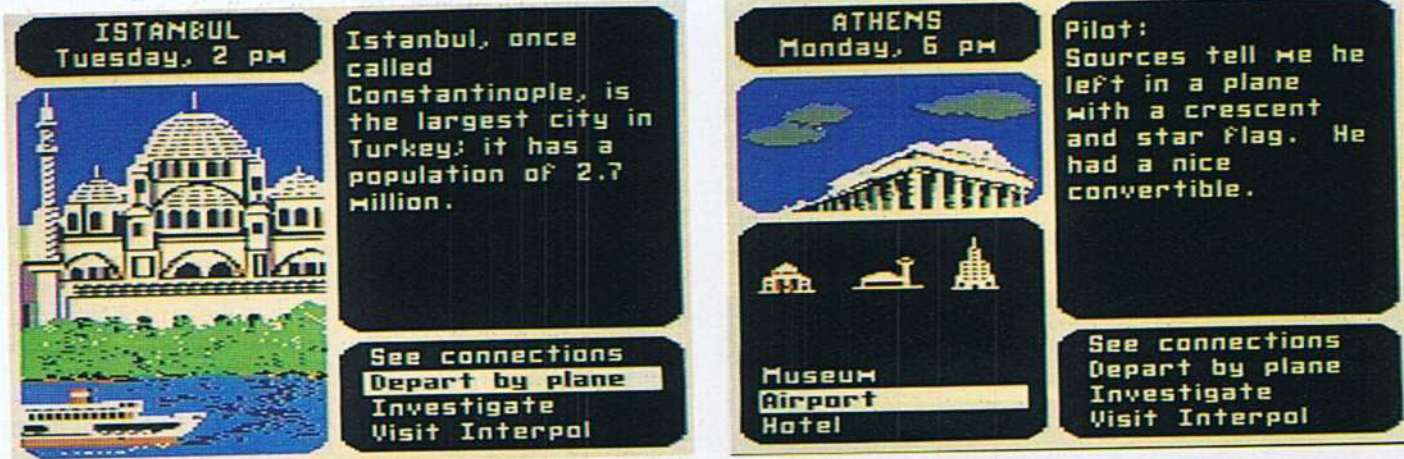 ISTANBUL
Tuesday, 2 pm
Istanbul, once
called
Constantinople, is
the largest city in
Turkey; it has a
population of 2.7
million.
See connections
Depart by plane
Investigate
Visit Interpol
ATHENS
Monday, 6 pm
Pilot:
Sources tell me he
left in a plane
with a crescent
and star flag. He
had a nice
convertible.
Museum
Airport
Hotel
See connections
Depart by plane
Investigate
Visit Interpol